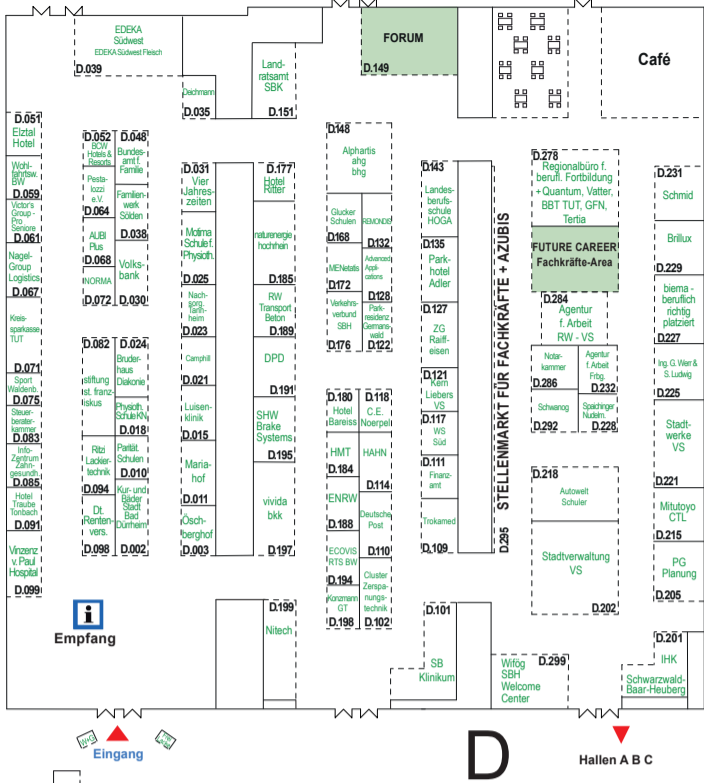 EDEKA
Südwest
EDEKA Südwest Fleisch
D.039
Deichmann
D.035
Land-
ratsamt
SBK
D.151
FORUM
D.149
Café
D.051
Elztal
Hotel
Wohl-
fahrtsw.
BW
D.059
Victor's
Group -
Pro
Seniore
D.061
Nagel-
Group
Logistics
D.067
Kreis-
sparkasse
TUT
D.071
Sport
Waldenb.
D.075
Steuer-
berater-
kammer
D.083
Info-
Zentrum
Zahn-
gesundh.
D.085
Hotel
Traube
Tonbach
D.091
Vinzenz
v. Paul
Hospital
D.099
D.052
BCW
Hotels &
Resorts
Pesta-
lozzi
e.V.
D.064
ALIBI
Plus
D.068
NORMA
D.072
D.048
Bundes-
amt f.
Familie
Familien-
werk
Sölden
D.038
Volks-
bank
D.030
D.082
stiftung
st. franz-
iskus
Ritzi
Lackier-
technik
D.094
Dt.
Renten-
vers.
D.098
D.024
Bruder-
haus
Diakonie
Physioth.
Schule KN
D.018
Parität.
Schulen
D.010
Kur- und
Bäder
Stadt
Bad
Dürrheim
D.002
D.031
Vier
Jahres-
zeiten
Motima
Schule f.
Physioth.
D.025
Nach-
sorg.
Tann-
heim
D.023
Camphill
D.021
Luisen-
klinik
D.015
Maria-
hof
D.011
Ösch-
berghof
D.003
D.177
Hotel
Ritter
naturenergie
hochrhein
D.185
RW
Transport
Beton
D.189
DPD
D.191
SHW
Brake
Systems
D.195
vivida
bkk
D.197
D.199
Nitech
D.148
Alphartis
ahg
bhg
Glucker
Schulen
D.168
REMONDIS
D.132
MENetatis
D.172
Advanced
Appli-
cations
D.128
Verkehrs-
verbund
SBH
D.176
Park-
residenz
Germans-
wald
D.122
D.180
Hotel
Bareiss
D.118
C.E.
Noerpel
HMT
D.184
HAHN
D.114
ENRW
D.188
Deutsche
Post
D.110
ECOVIS
RTS BW
D.194
Konzmann
GT
D.198
Cluster
Zerspa-
nungs-
technik
D.102
D.143
Landes-
berufs-
schule
HOGA
D.135
Park-
hotel
Adler
D.127
ZG
Raiff-
eisen
D.121
Kern
Liebers
VS
D.117
WS
Süd
D.111
Finanz-
amt
Trokamed
D.109
D.101
SB
Klinikum
D.295 STELLENMARKT FÜR FACHKRÄFTE + AZUBIS
D.278
Regionalbüro f.
berufl. Fortbildung
+Quantum, Vatter,
BBT TUT, GFN,
Tertia
FUTURE CAREER
Fachkräfte-Area
D.284
Agentur
f. Arbeit
RW - VS
Notar-
kammer
D.286
Agentur
f. Arbeit
Frbg.
D.232
Schwanog
D.292
Spaichinger
Nudelm.
D.228
D.218
Autowelt
Schuler
Stadtverwaltung
VS
D.202
D.299
Wifög
SBH
Welcome
Center
D.231
Schmid
Brillux
D.229
biema -
beruflich
richtig
platziert
D.227
Ing. G. Werr &
S. Ludwig
D.225
Stadt-
werke
VS
D.221
Mitutoyo
CTL
D.215
PG
Planung
D.205
D.201
IHK
Schwarzwald-
Baar-Heuberg
i
Empfang
W+G
Eingang
D
Hallen A B C